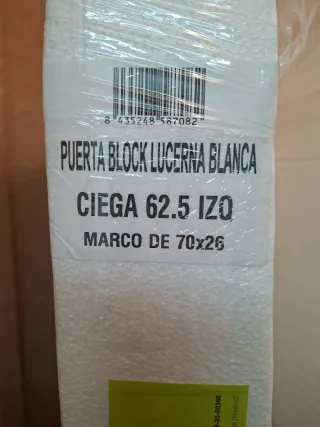 8 435248 567082
PUERTA BLOCK LUCERNA BLANCA
CIEGA 62.5 IZQ
MARCO DE 70x26